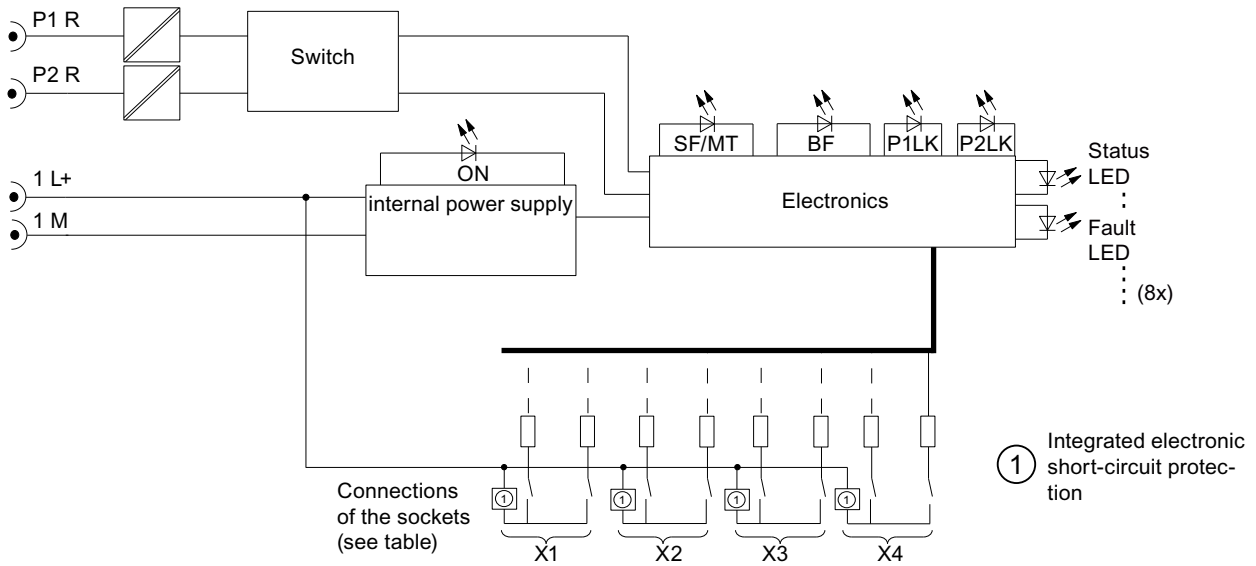 P1 R
Switch
P2 R
SF/MT
BF
P1LK
P2LK
Status
LED
ON
1 L+
internal power supply
Electronics
1 M
Fault
LED
(8x)
1
Integrated electronic
short-circuit protec-
tion
Connections
of the sockets
(see table)
1
1
1
1
X1
X2
X3
X4